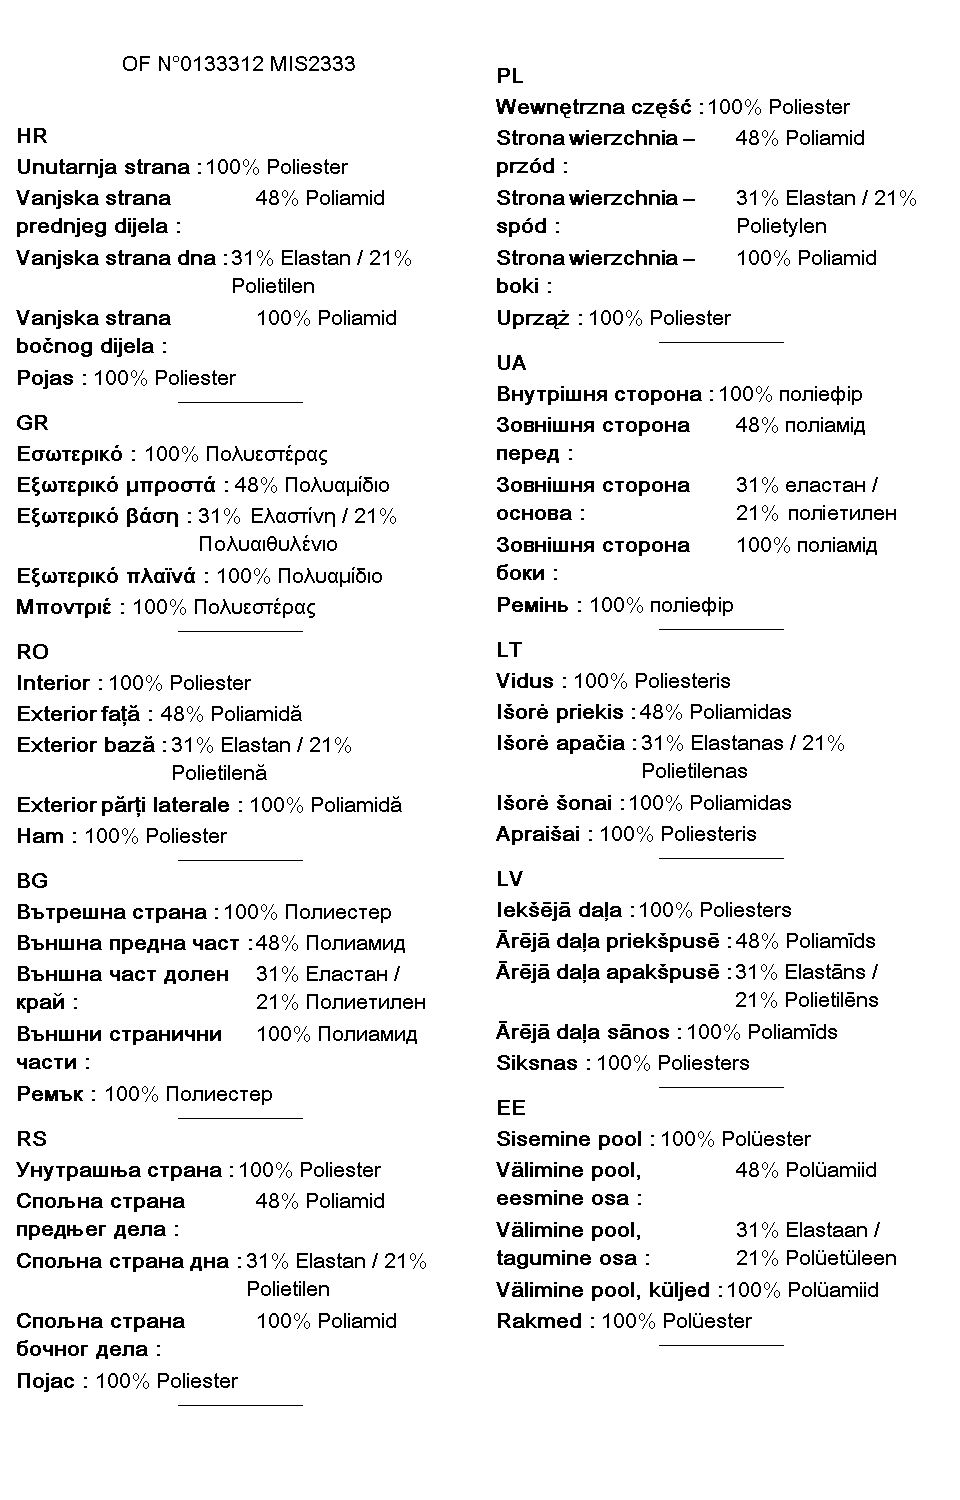 OF N°0133312 MIS2333
HR
Unutarnja strana : 100% Poliester
Vanjska strana 48% Poliamid
prednjeg dijela :
Vanjska strana dna : 31% Elastan / 21%
Polietilen
Vanjska strana 100% Poliamid
bočnog dijela :
Pojas : 100% Poliester
GR
Εσωτερικό : 100% Πολυεστέρας
Εξωτερικό μπροστά : 48% Πολυαμίδιο
Εξωτερικό βάση : 31% Ελαστίνη / 21%
Πολυαιθυλένιο
Εξωτερικό πλαϊνά : 100% Πολυαμίδιο
Μποντριέ : 100% Πολυεστέρας
RO
Interior : 100% Poliester
Exterior față : 48% Poliamidă
Exterior bază : 31% Elastan / 21%
Polietilenă
Exterior părți laterale : 100% Poliamidă
Ham : 100% Poliester
BG
Вътрешна страна : 100% Полиестер
Външна предна част : 48% Полиамид
Външна част долен 31% Еластан /
край : 21% Полиетилен
Външни странични 100% Полиамид
части :
Ремък : 100% Полиестер
RS
Унутрашња страна : 100% Poliester
Спољна страна 48% Poliamid
предњег дела :
Спољна страна дна : 31% Elastan / 21%
Polietilen
Спољна страна 100% Poliamid
бочног дела :
Појас : 100% Poliester
PL
Wewnętrzna część : 100% Poliester
Strona wierzchnia – 48% Poliamid
przód :
Strona wierzchnia – 31% Elastan / 21%
spód : Polietylen
Strona wierzchnia – 100% Poliamid
boki :
Uprząż : 100% Poliester
UA
Внутрішня сторона : 100% поліефір
Зовнішня сторона 48% поліамід
перед :
Зовнішня сторона 31% еластан /
основа : 21% поліетилен
Зовнішня сторона 100% поліамід
боки :
Ремінь : 100% поліефір
LT
Vidus : 100% Poliesteris
Išorė priekis : 48% Poliamidas
Išorė apačia : 31% Elastanas / 21%
Polietilenas
Išorė šonai : 100% Poliamidas
Apraišai : 100% Poliesteris
LV
Iekšējā daļa : 100% Poliesters
Ārējā daļa priekšpusē : 48% Poliamīds
Ārējā daļa apakšpusē : 31% Elastāns /
21% Polietilēns
Ārējā daļa sānos : 100% Poliamīds
Siksnas : 100% Poliesters
EE
Sisemine pool : 100% Polüester
Välimine pool, 48% Polüamiid
eesmine osa :
Välimine pool, 31% Elastaan /
tagumine osa : 21% Polüetüleen
Välimine pool, küljed : 100% Polüamiid
Rakmed : 100% Polüester